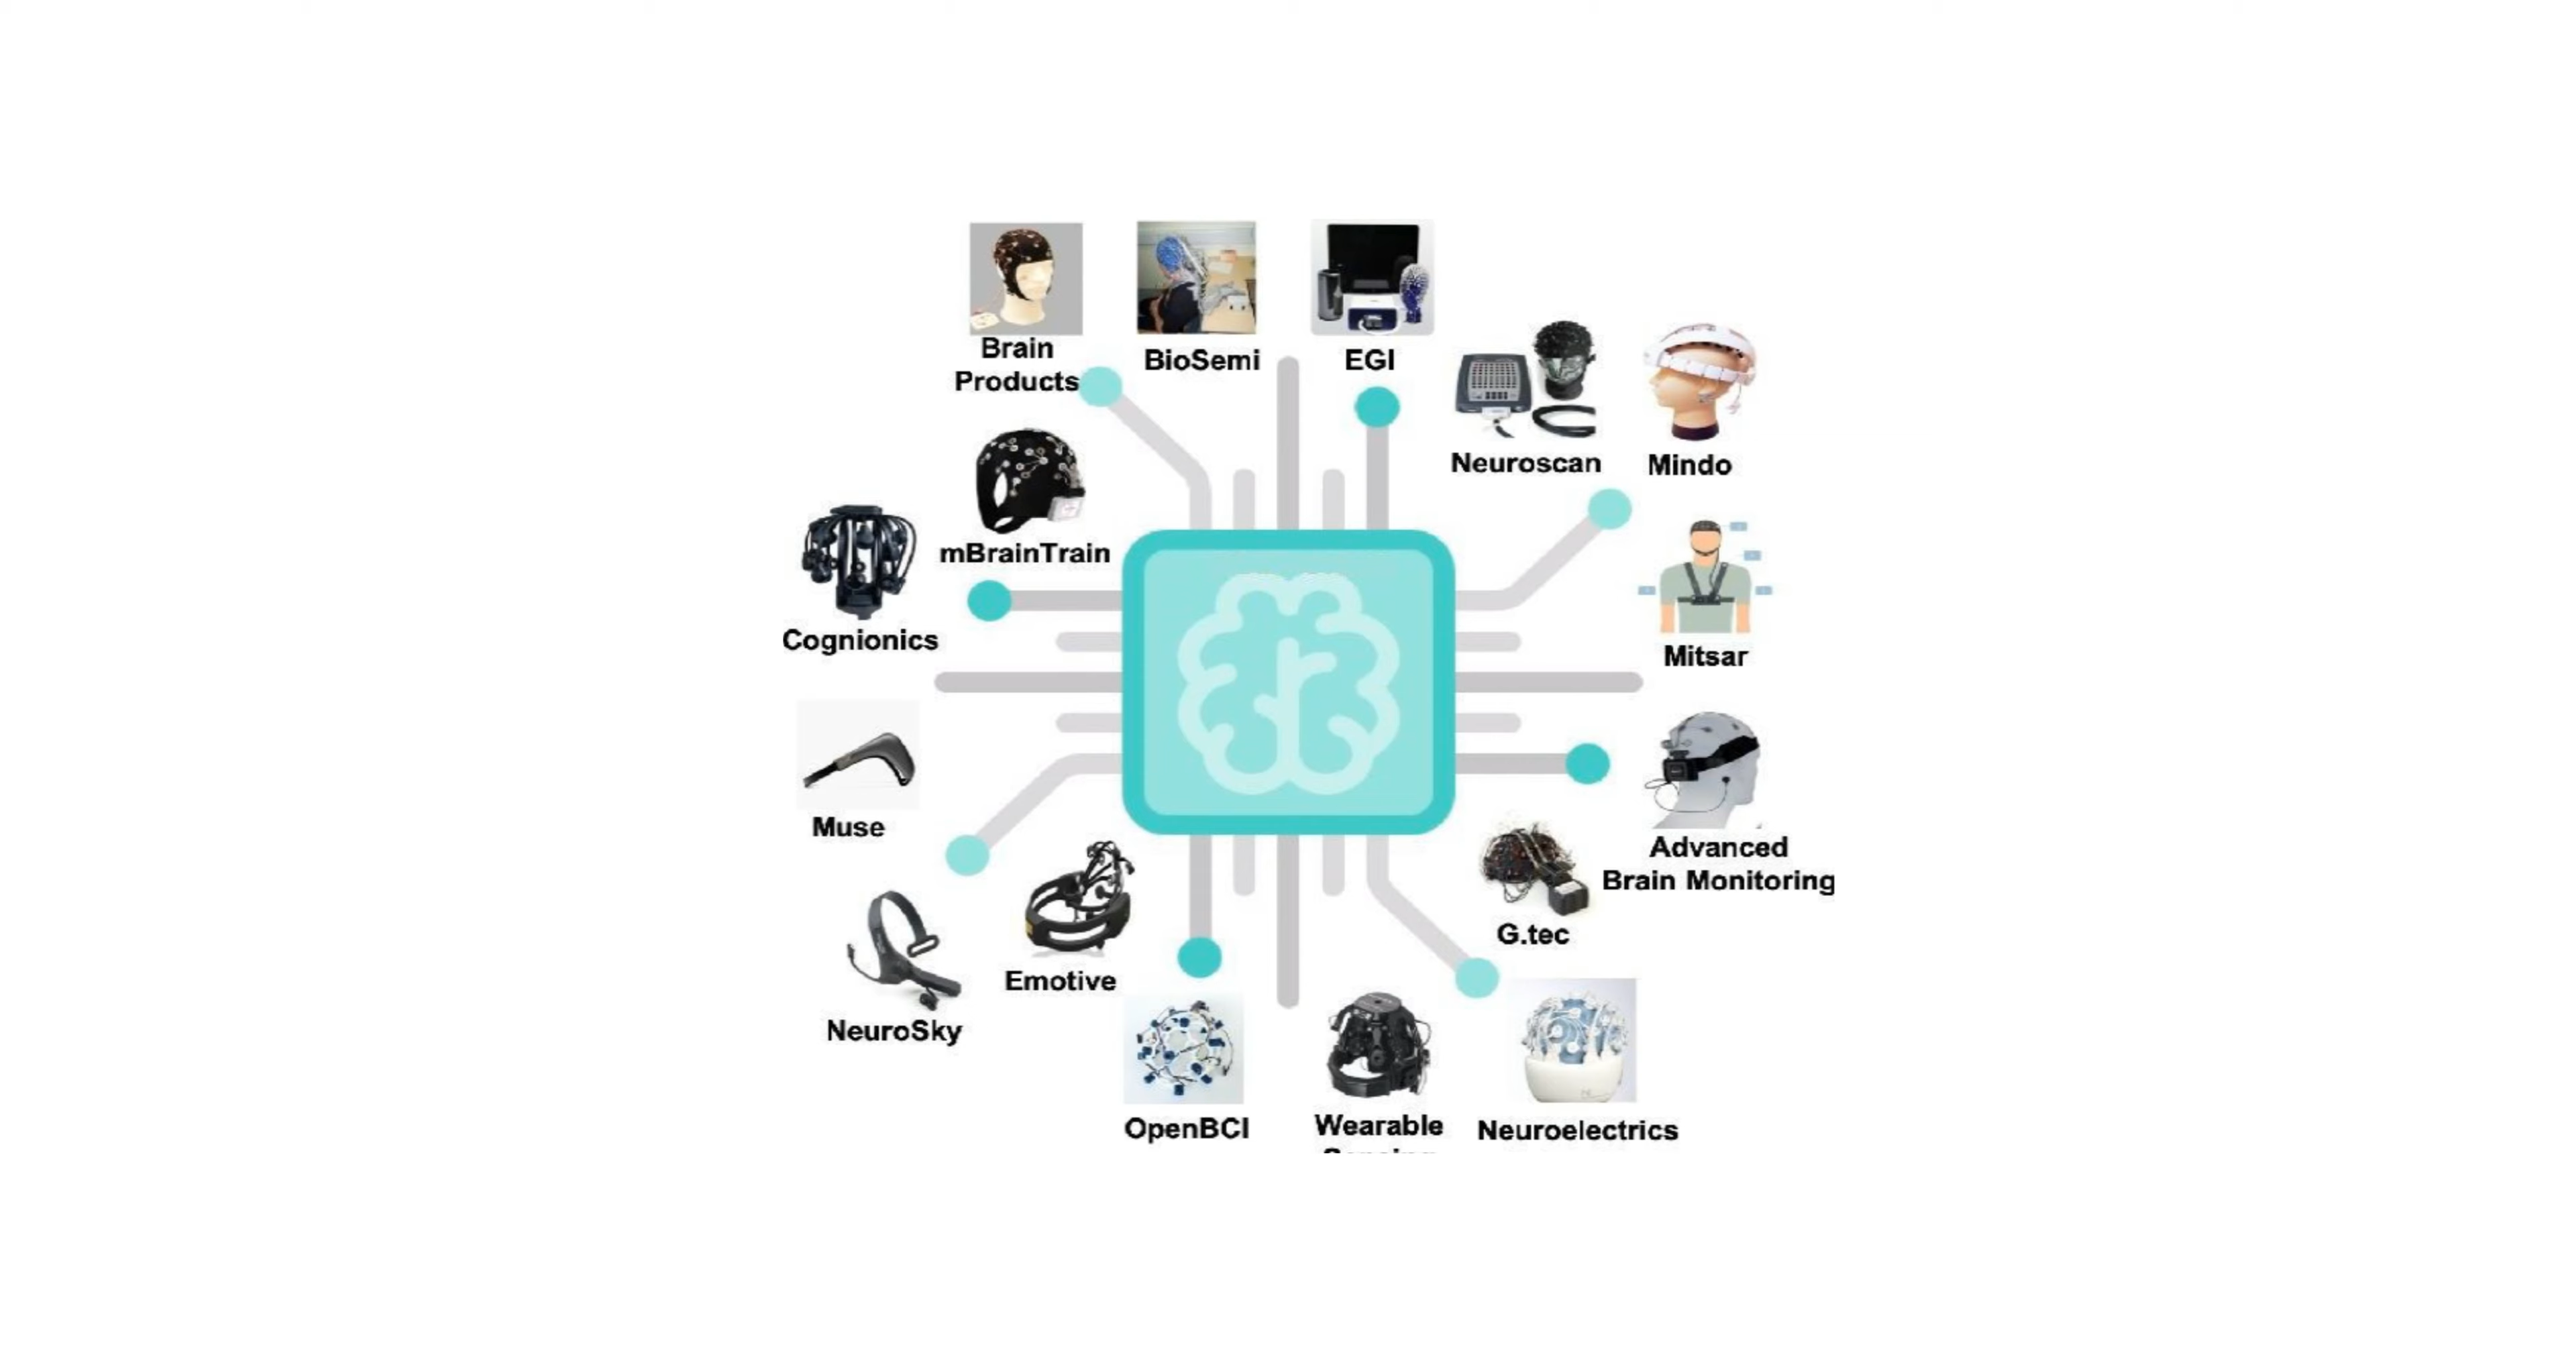 Brain
Products
BioSemi
EGI
Neuroscan
Mindo
mBrainTrain
Cognionics
Mitsar
Muse
Advanced
Brain Monitoring
G.tec
Emotive
NeuroSky
OpenBCI
Wearable
Neuroelectrics